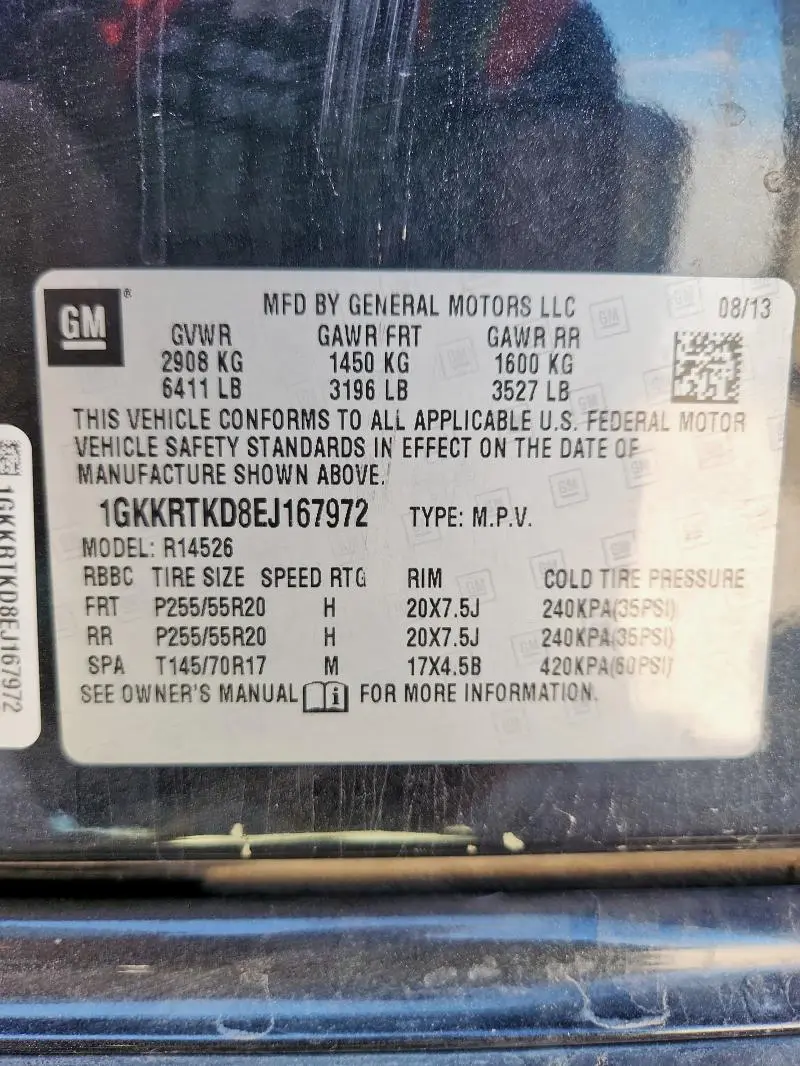 GM ®
MFD BY GENERAL MOTORS LLC 08/13
GVWR GAWR FRT GAWR RR
2908 KG 1450 KG 1600 KG
6411 LB 3196 LB 3527 LB
THIS VEHICLE CONFORMS TO ALL APPLICABLE U.S. FEDERAL MOTOR
VEHICLE SAFETY STANDARDS IN EFFECT ON THE DATE OF
MANUFACTURE SHOWN ABOVE.
1GKKRTKD8EJ167972 TYPE: M.P.V.
MODEL: R14526
RBBC TIRE SIZE SPEED RTG RIM COLD TIRE PRESSURE
FRT P255/55R20 H 20X7.5J 240KPA(35PSI)
RR P255/55R20 H 20X7.5J 240KPA(35PSI)
SPA T145/70R17 M 17X4.5B 420KPA(60PSI)
SEE OWNER'S MANUAL i FOR MORE INFORMATION.
1GKKRTKD8EJ167972